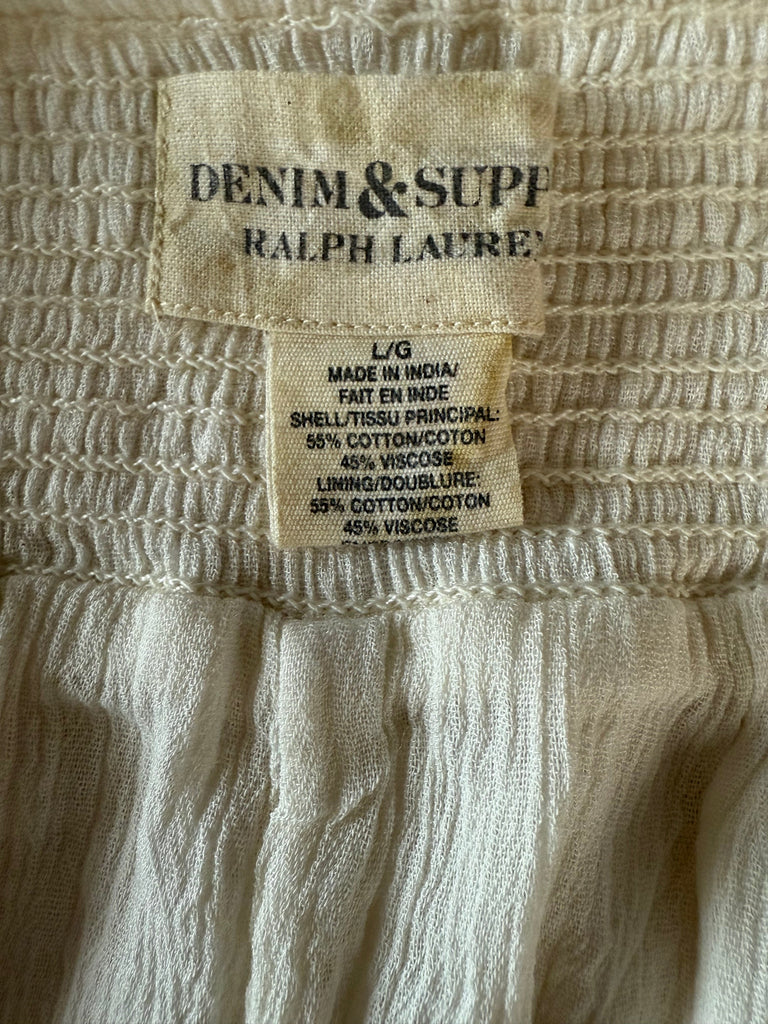 DENIM & SUPP
RALPH LAUREN
L/G
MADE IN INDIA/
FAIT EN INDE
SHELL/TISSU PRINCIPAL:
55% COTTON/COTON
45% VISCOSE
LINING/DOUBLURE:
55% COTTON/COTON
45% VISCOSE